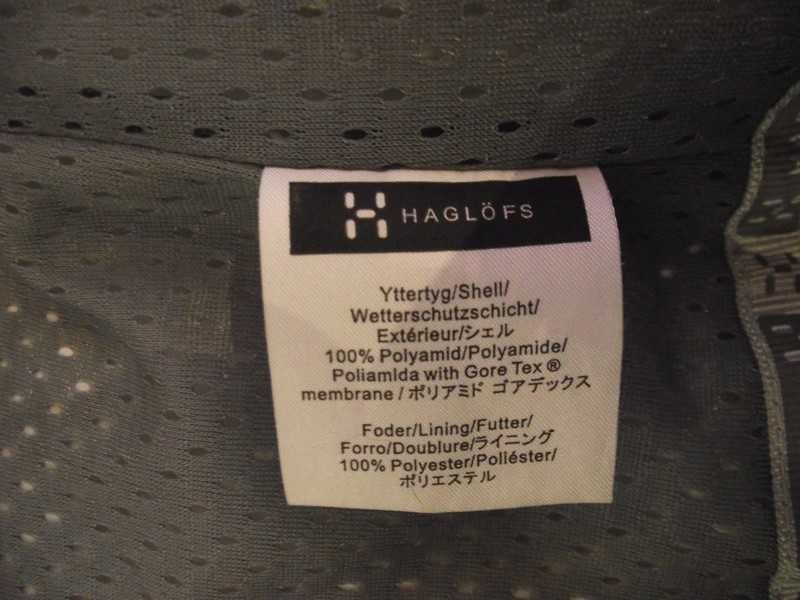 HAGLÖFS
Yttertyg/Shell/
Wetterschutzschicht/
Extérieur/シェル
100% Polyamid/Polyamide/
PoliamIda with Gore Tex ®
membrane / ポリアミド ゴアデックス
Foder/Lining/Futter/
Forro/Doublure/ライニング
100% Polyester/Poliéster/
ポリエステル